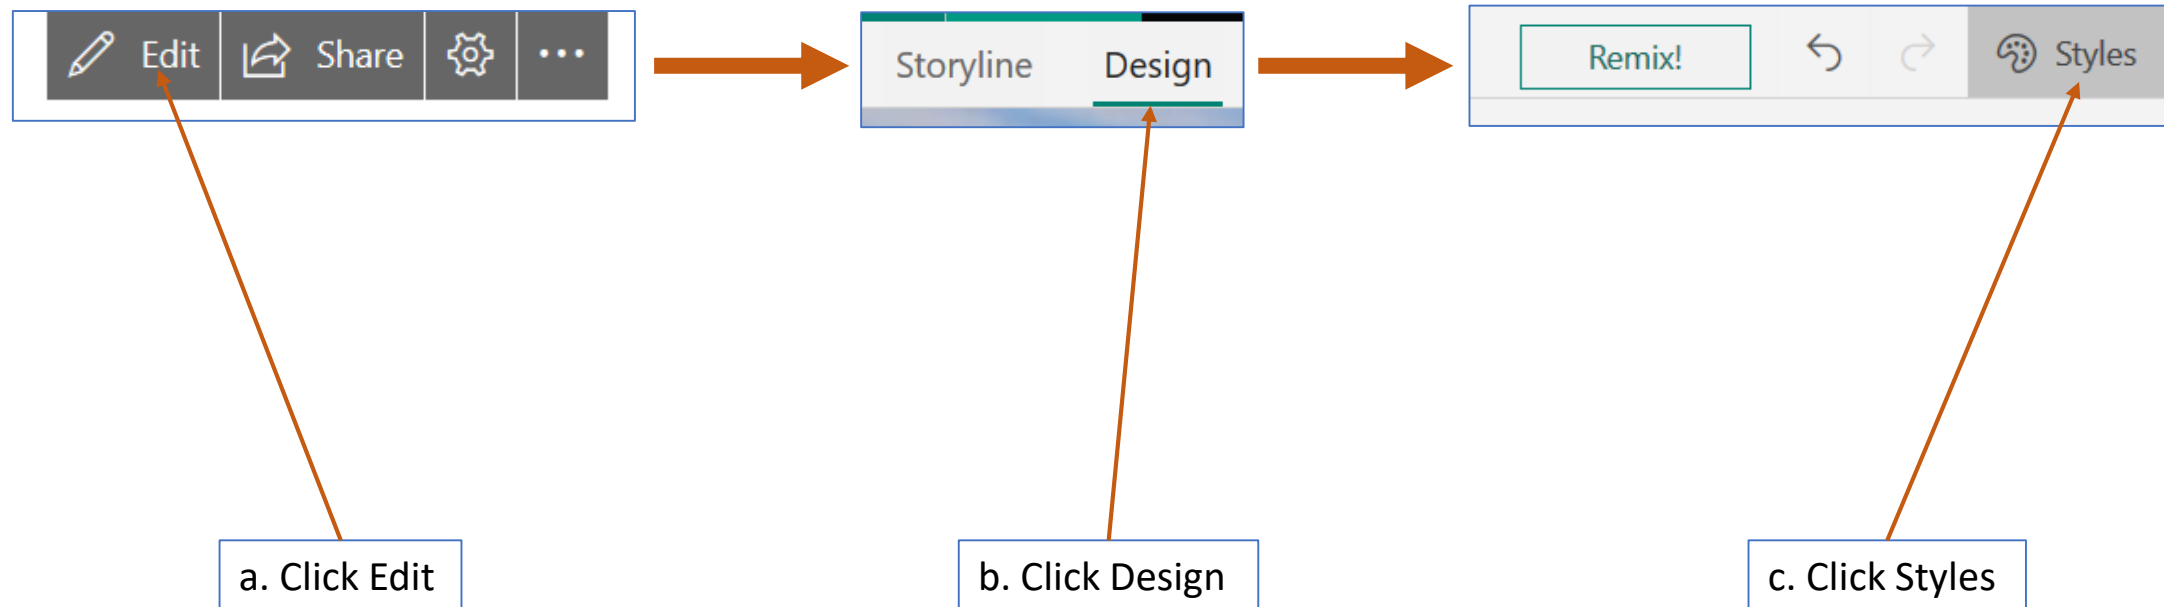 Edit Share ...
Storyline Design
Remix! Styles
a. Click Edit
b. Click Design
c. Click Styles